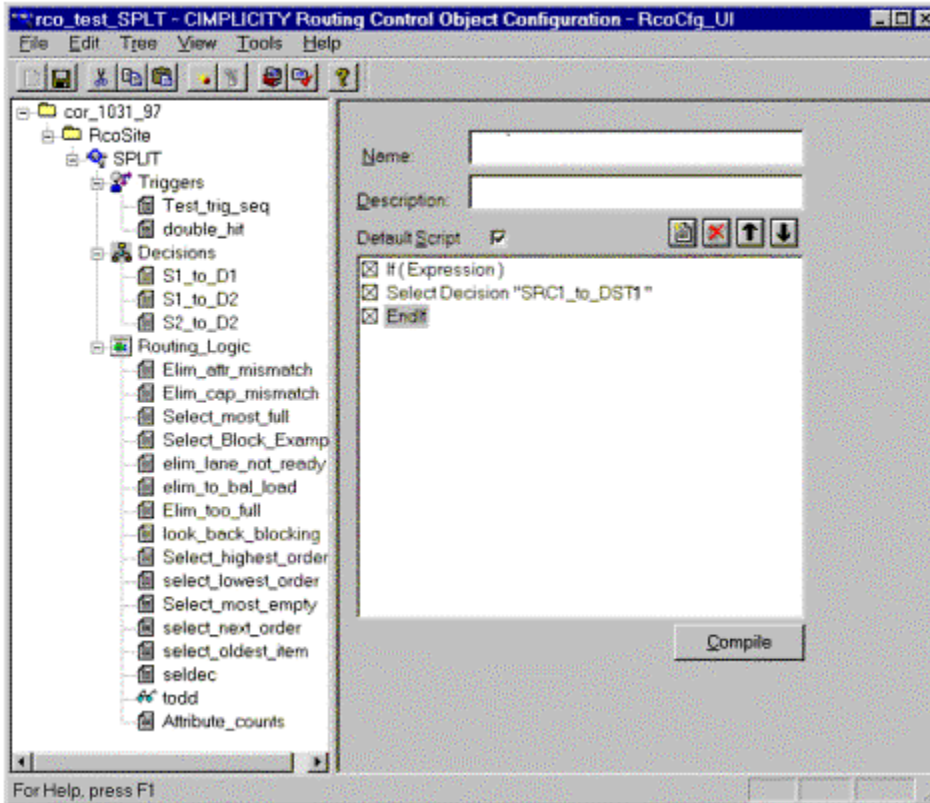 rco_test_SPLT - CIMPLICITY Routing Control Object Configuration - RcoCfg_UI
File Edit Tree View Tools Help
cor_1031_97
RcoSite
SPLIT
Triggers
Test_trig_seq
double_hit
Decisions
S1_to_D1
S1_to_D2
S2_to_D2
Routing_Logic
Elim_attr_mismatch
Elim_cap_mismatch
Select_most_full
Select_Block_Examp
elim_lane_not_ready
elim_to_bal_load
Elim_too_full
look_back_blocking
Select_highest_order
select_lowest_order
Select_most_empty
select_next_order
select_oldest_item
seldec
todd
Attribute_counts
Name:
Description:
Default Script
If ( Expression )
Select Decision "SRC1_to_DST1"
EndIf
Compile
For Help, press F1